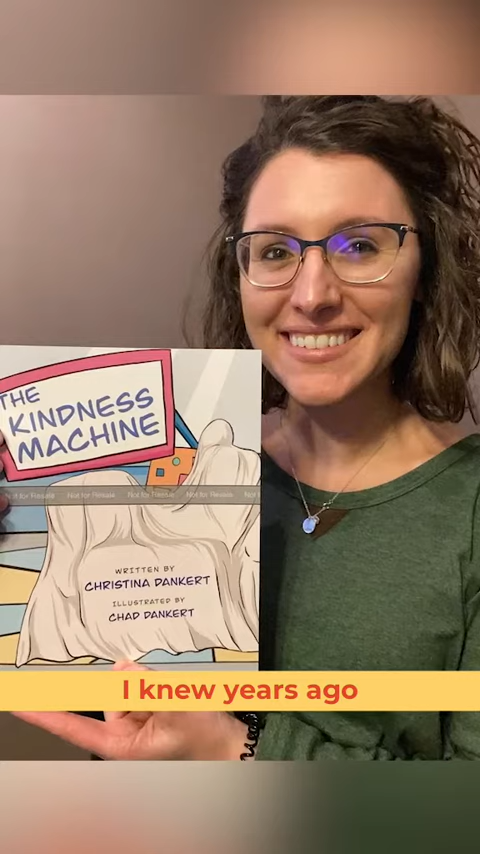 THE
KINDNESS
MACHINE
Not for Resale Not for Resale Not for Resale Not for Resale Not
WRITTEN BY
CHRISTINA DANKERT
ILLUSTRATED BY
CHAD DANKERT
I knew years ago